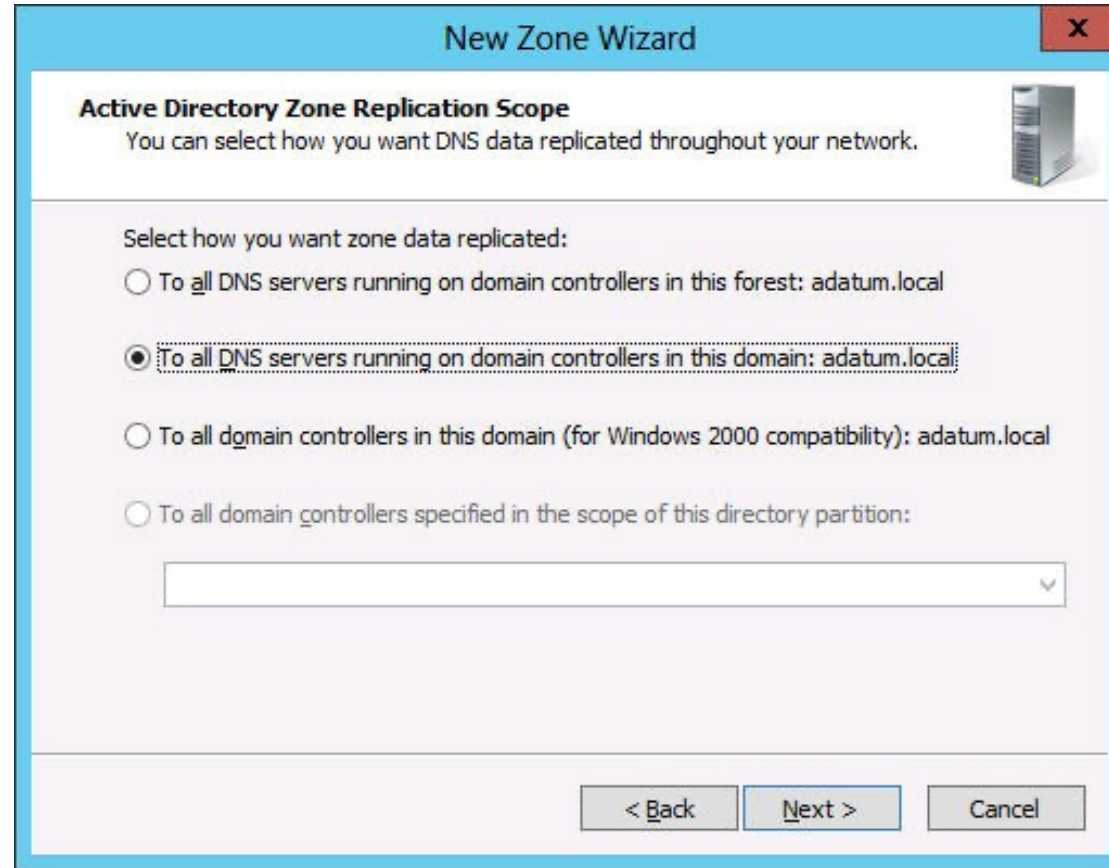 New Zone Wizard
x
Active Directory Zone Replication Scope
You can select how you want DNS data replicated throughout your network.
Select how you want zone data replicated:
To all DNS servers running on domain controllers in this forest: adatum.local
To all DNS servers running on domain controllers in this domain: adatum.local
To all domain controllers in this domain (for Windows 2000 compatibility): adatum.local
To all domain controllers specified in the scope of this directory partition:
< Back Next > Cancel